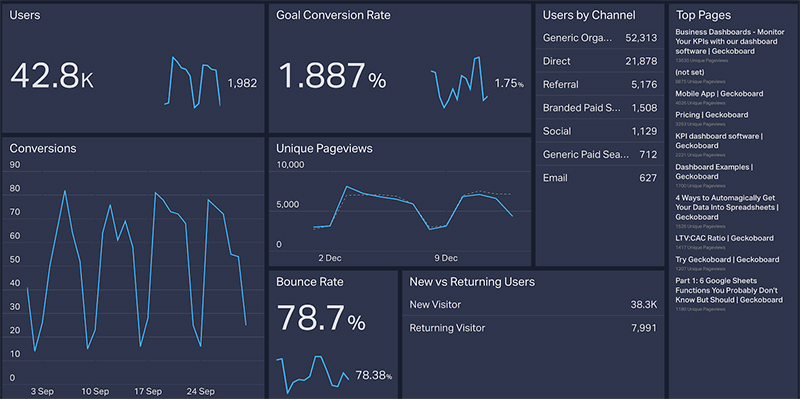 Users
42.8K
1,982
Goal Conversion Rate
1.887%
1.75%
Users by Channel
Generic Orga... 52,313
Direct 21,878
Referral 5,176
Branded Paid S... 1,508
Social 1,129
Generic Paid Sea... 712
Email 627
Top Pages
Business Dashboards - Monitor
Your KPIs with our dashboard
software | Geckoboard
13530 Unique Pageviews
(not set)
Unique Pageviews
Mobile App | Geckoboard
Unique Pageviews
Pricing | Geckoboard
Unique Pageviews
KPI dashboard software |
Geckoboard
2231 Unique Pageviews
Dashboard Examples |
Geckoboard
1700 Unique Pageviews
4 Ways to Automagically Get
Your Data Into Spreadsheets |
Geckoboard
Unique Pageviews
LTV:CAC Ratio | Geckoboard
1417 Unique Pageviews
Try Geckoboard | Geckoboard
1207 Unique Pageviews
Part 1: 6 Google Sheets
Functions You Probably Don't
Know But Should | Geckoboard
1180 Unique Pageviews
Conversions
90
80
70
60
50
40
30
20
10
0
3 Sep 10 Sep 17 Sep 24 Sep
Unique Pageviews
10,000
5,000
0
2 Dec 9 Dec
Bounce Rate
78.7%
78.38%
New vs Returning Users
New Visitor 38.3K
Returning Visitor 7,991